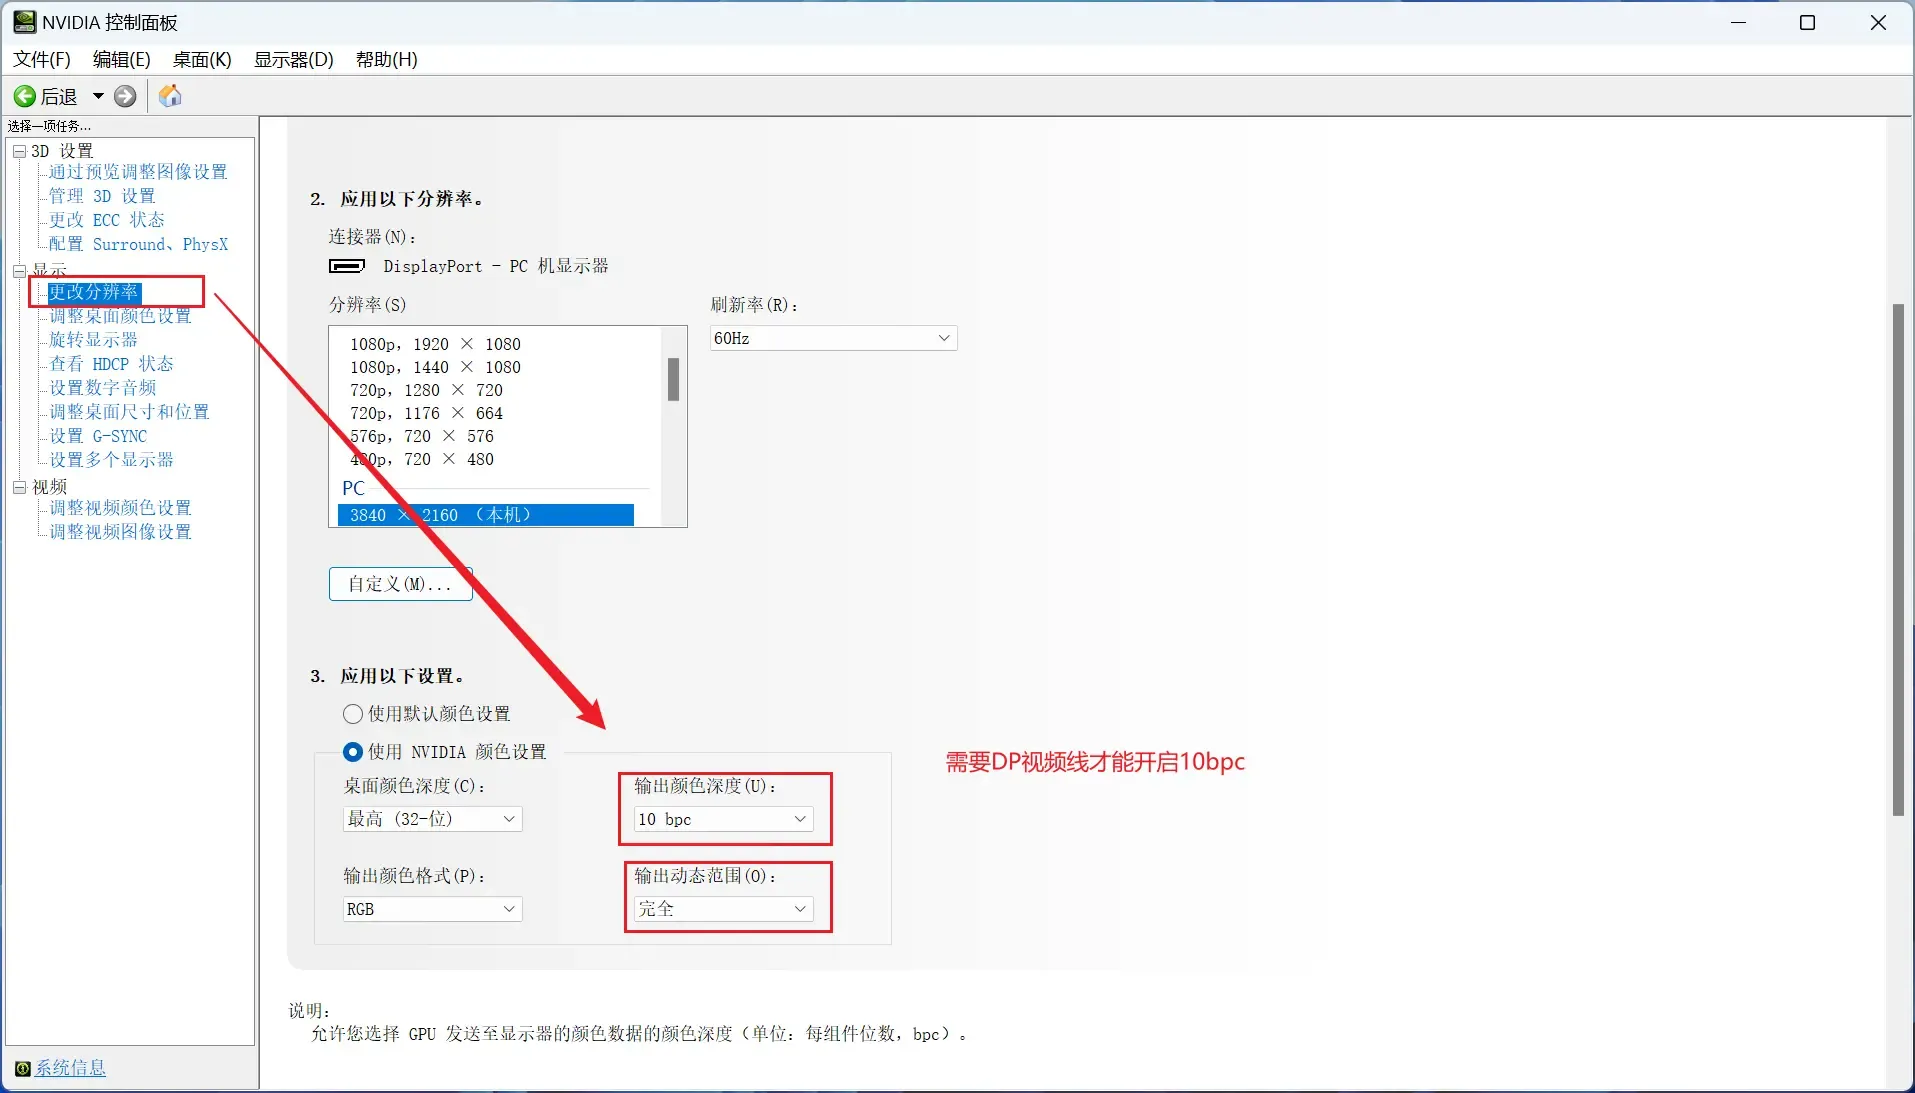 NVIDIA 控制面板
文件(F) 编辑(E) 桌面(K) 显示器(D) 帮助(H)
后退
选择一项任务...
3D 设置
通过预览调整图像设置
管理 3D 设置
更改 ECC 状态
配置 Surround、PhysX
显示
更改分辨率
调整桌面颜色设置
旋转显示器
查看 HDCP 状态
设置数字音频
调整桌面尺寸和位置
设置 G-SYNC
设置多个显示器
视频
调整视频颜色设置
调整视频图像设置
系统信息
2. 应用以下分辨率。
连接器(N):
DisplayPort - PC 机显示器
分辨率(S)
1080p, 1920 × 1080
1080p, 1440 × 1080
720p, 1280 × 720
720p, 1176 × 664
576p, 720 × 576
480p, 720 × 480
PC
3840 × 2160 （本机）
刷新率(R):
60Hz
自定义(M)...
3. 应用以下设置。
使用默认颜色设置
使用 NVIDIA 颜色设置
桌面颜色深度(C):
最高 (32-位)
输出颜色深度(U):
10 bpc
输出颜色格式(P):
RGB
输出动态范围(O):
完全
需要DP视频线才能开启10bpc
说明:
允许您选择 GPU 发送至显示器的颜色数据的颜色深度（单位: 每组件位数, bpc）。